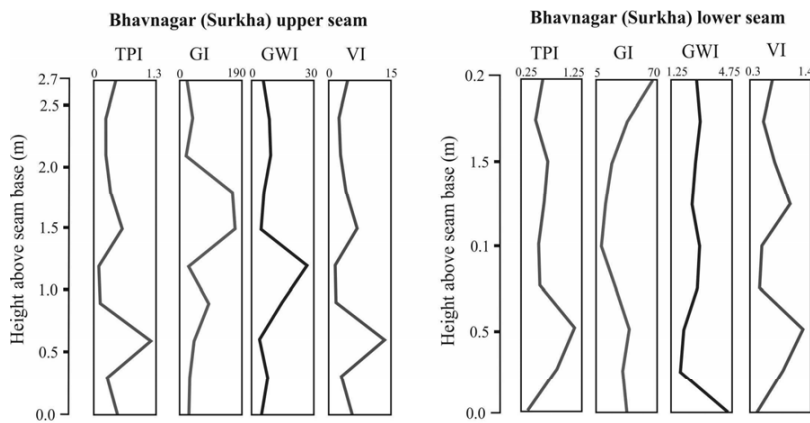 Bhavnagar (Surkha) upper seam
TPI GI GWI VI
0 1.3 0 190 0 30 0 15
2.7
2.5
2.0
1.5
1.0
0.5
0.0
Height above seam base (m)
Bhavnagar (Surkha) lower seam
TPI GI GWI VI
0.25 1.25 5 70 1.25 4.75 0.3 1.4
0.2
1.5
0.1
0.5
0.0
Height above seam base (m)